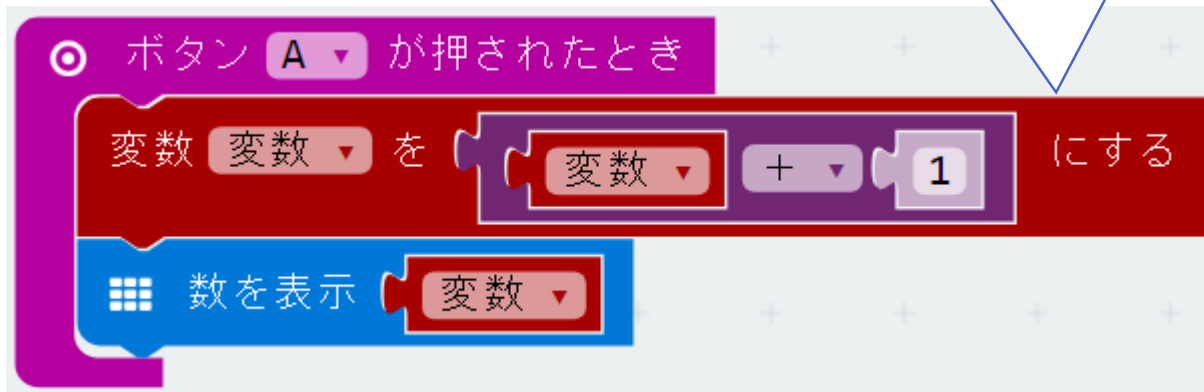 ボタン A が押されたとき
変数 変数 を 変数 + 1 にする
数を表示 変数